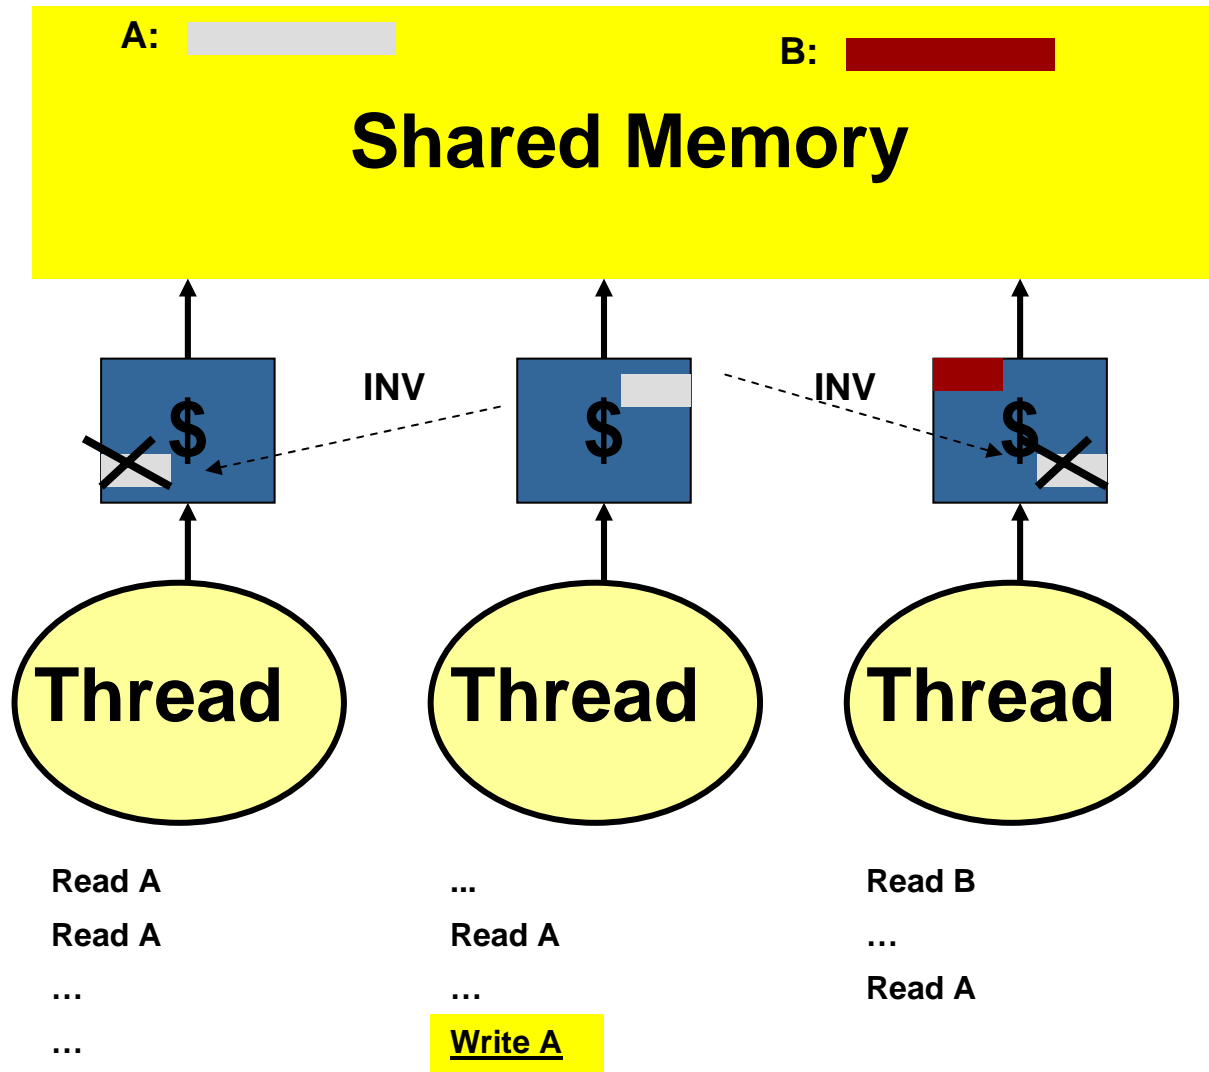 A:
B:
Shared Memory
INV
INV
$
$
$
Thread
Thread
Thread
Read A
...
Read B
Read A
Read A
…
…
…
Read A
…
Write A